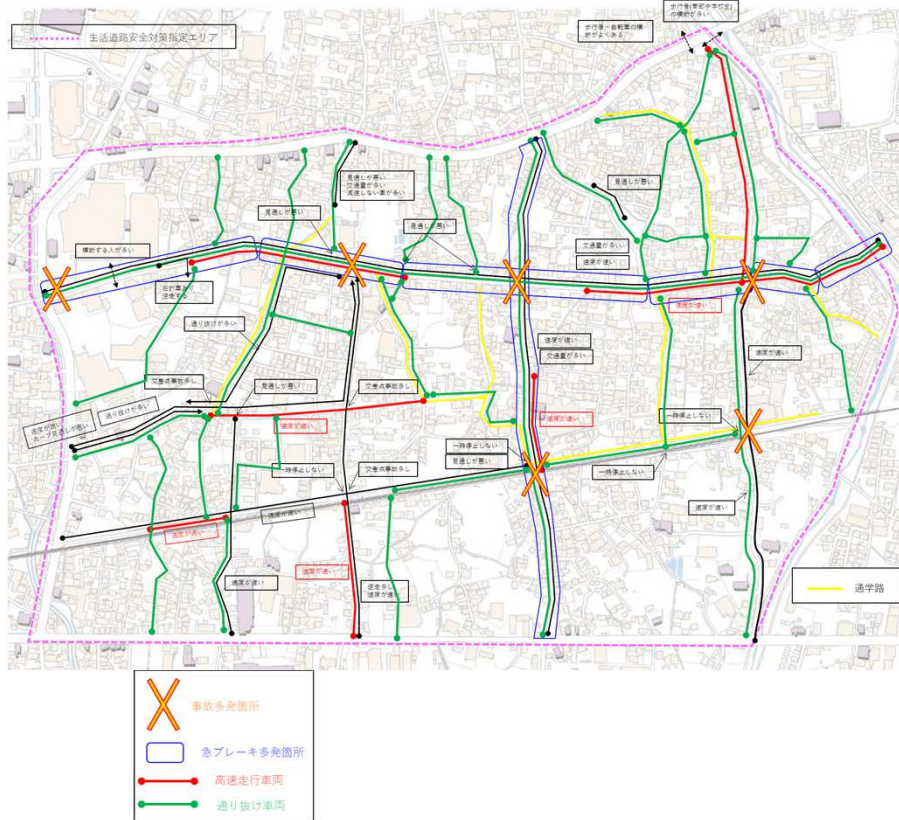 歩行者(東部中学校生)
の横断が多い
歩行者・自転車の横
断がよくある
生活道路安全対策指定エリア
見通しが悪い
交通量が多い
減速しない車が多い
見通しが悪い
見通しが悪い
見通しが悪い
横断する人が多い
交通量が多い
速度が速い
右折車あり
逆走する
速度が速い
通り抜けが多い
速度が速い
交通量が多い
速度が速い
交差点事故多し
見通しが悪い
交差点事故多し
通り抜けが多い
速度が速い
カーブ見通しが悪い
速度が速い
速度が速い
一時停止しない
一時停止しない
見通しが悪い
一時停止しない
交差点事故多し
一時停止しない
速度が速い
速度が速い
速度が速い
速度が速い
速度が速い
逆走多し
速度が速い
通学路
事故多発箇所
急ブレーキ多発箇所
高速走行車両
通り抜け車両